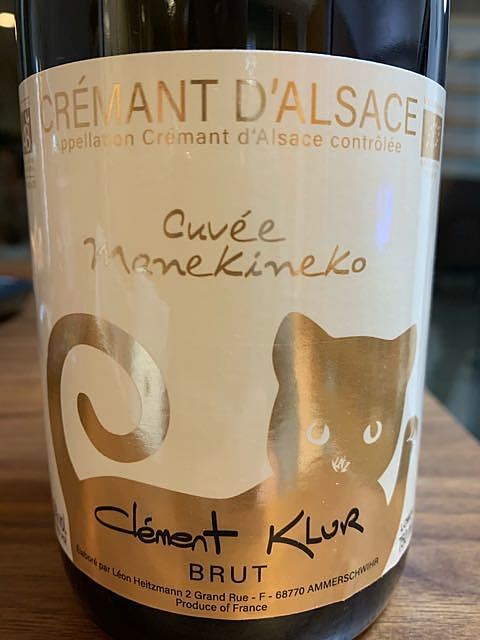 CRÉMANT D'ALSACE
Appellation Crémant d'Alsace contrôlée
Cuvée
Manekineko
Clément KLUR
BRUT
Elaboré par Léon Heitzmann 2 Grand Rue - F - 68770 AMMERSCHWIHR
Produce of France